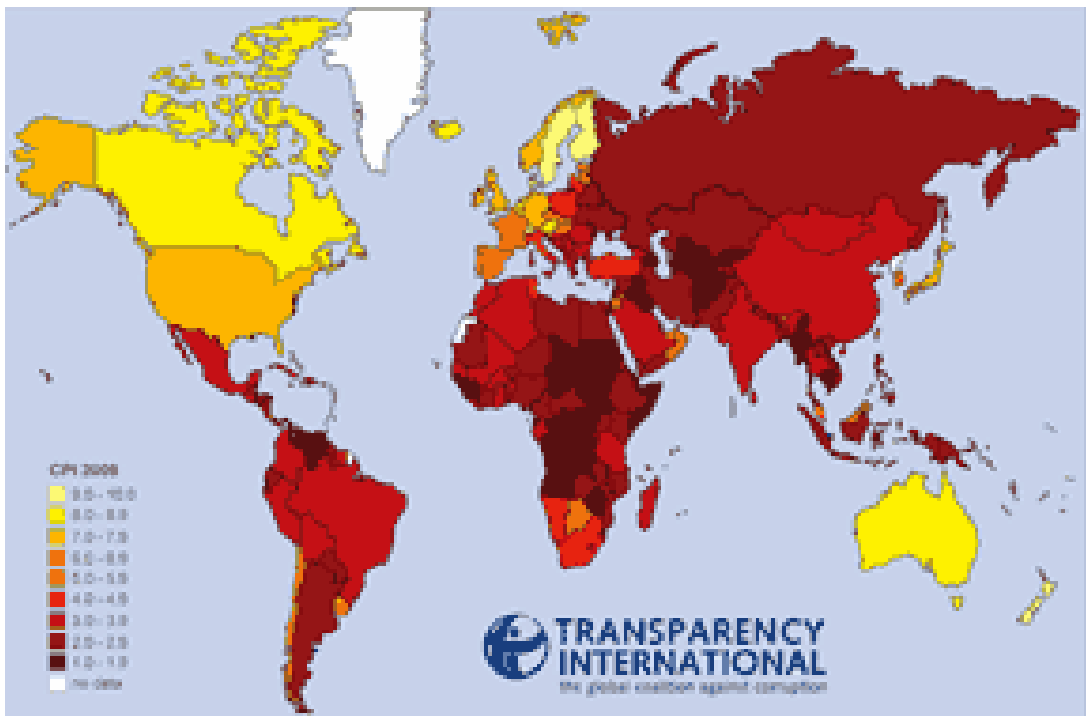 CPI 2009
9.0 - 10.0
8.0 - 8.9
7.0 - 7.9
6.0 - 6.9
5.0 - 5.9
4.0 - 4.9
3.0 - 3.9
2.0 - 2.9
1.0 - 1.9
no data
TRANSPARENCY
INTERNATIONAL
the global coalition against corruption